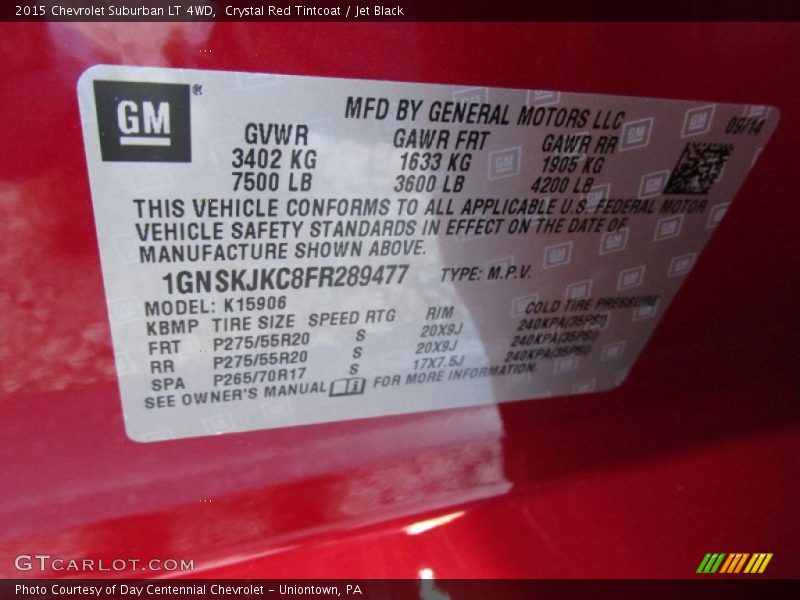 2015 Chevrolet Suburban LT 4WD, Crystal Red Tintcoat / Jet Black
GM®
MFD BY GENERAL MOTORS LLC
09/14
GVWR GAWR FRT GAWR RR
3402 KG 1633 KG 1905 KG
7500 LB 3600 LB 4200 LB
THIS VEHICLE CONFORMS TO ALL APPLICABLE U.S. FEDERAL MOTOR
VEHICLE SAFETY STANDARDS IN EFFECT ON THE DATE OF
MANUFACTURE SHOWN ABOVE.
1GNSKJKC8FR289477 TYPE: M.P.V.
MODEL: K15906
KBMP TIRE SIZE SPEED RTG RIM COLD TIRE PRESSURE
FRT P275/55R20 S 20X9J 240KPA(35PSI)
RR P275/55R20 S 20X9J 240KPA(35PSI)
SPA P265/70R17 S 17X7.5J 240KPA(35PSI)
SEE OWNER'S MANUAL FOR MORE INFORMATION.
GTCARLOT.COM
Photo Courtesy of Day Centennial Chevrolet - Uniontown, PA